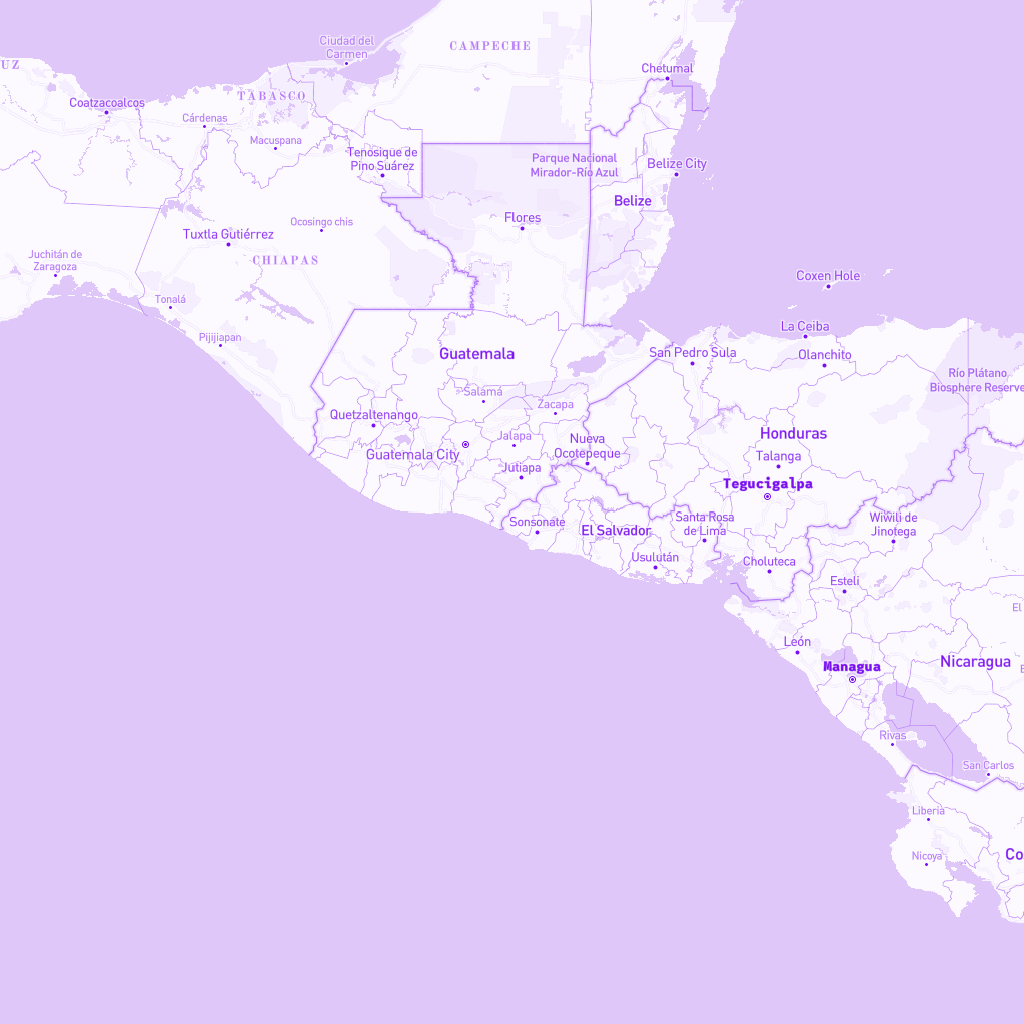 Ciudad del
Carmen
CAMPECHE
UZ
Chetumal
Coatzacoalcos
TABASCO
Cárdenas
Macuspana
Tenosique de
Pino Suárez
Parque Nacional
Mirador-Río Azul
Belize City
Belize
Flores
Ocosingo chis
Tuxtla Gutiérrez
CHIAPAS
Juchitán de
Zaragoza
Coxen Hole
Tonalá
Pijijiapan
La Ceiba
Guatemala
San Pedro Sula
Olanchito
Río Plátano
Biosphere Reserve
Salamá
Zacapa
Quetzaltenango
Guatemala City
Jalapa
Nueva
Ocotepeque
Honduras
Talanga
Jutiapa
Tegucigalpa
Sonsonate
El Salvador
Santa Rosa
de Lima
Wiwilí de
Jinotega
Usulután
Choluteca
Estelí
El
León
Managua
Nicaragua
E
Rivas
San Carlos
Liberia
Nicoya
Co